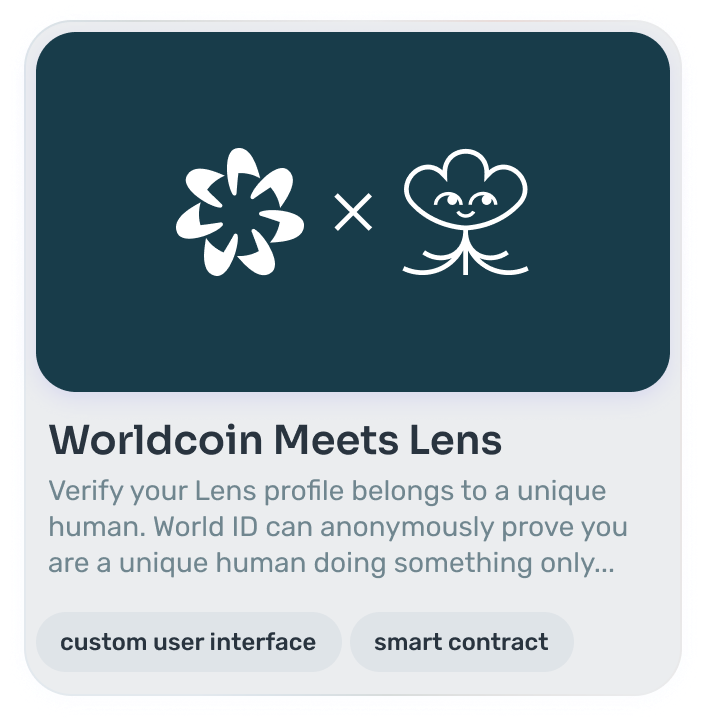 Worldcoin Meets Lens
Verify your Lens profile belongs to a unique
human. World ID can anonymously prove you
are a unique human doing something only...
custom user interface
smart contract